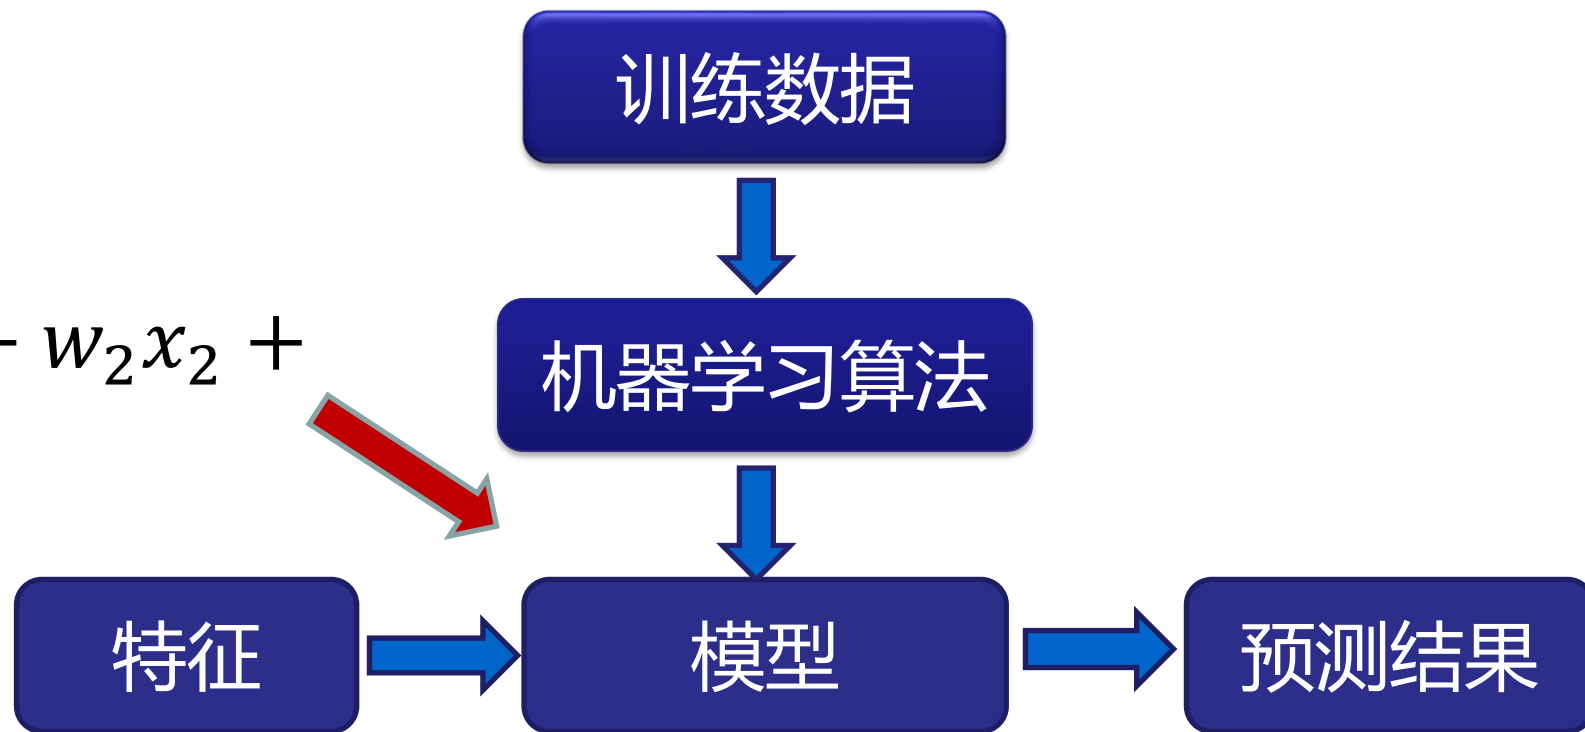 训练数据
+ w₂x₂ +
机器学习算法
特征
模型
预测结果